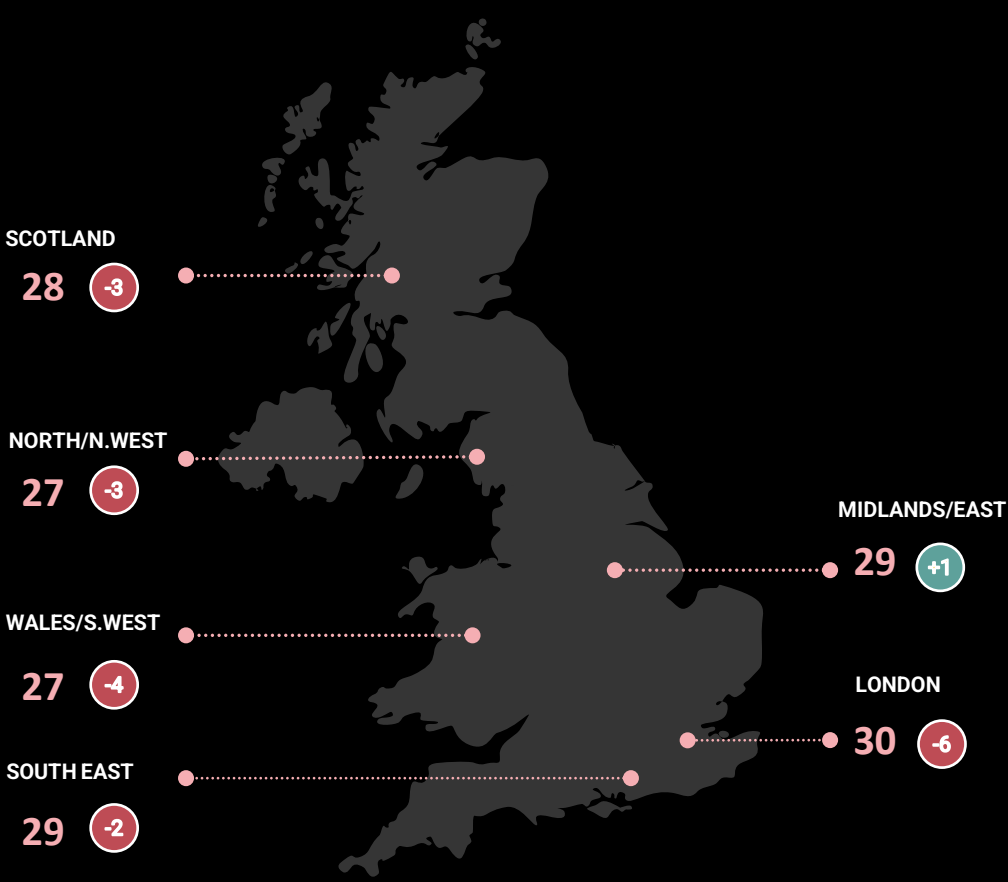 SCOTLAND
28 -3
NORTH/N.WEST
27 -3
WALES/S.WEST
27 -4
SOUTH EAST
29 -2
MIDLANDS/EAST
29 +1
LONDON
30 -6